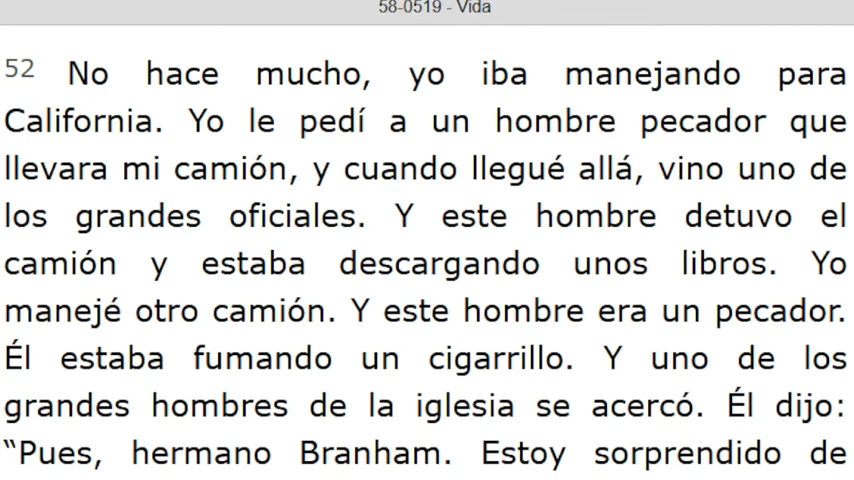 58-0519 - Vida
52 No hace mucho, yo iba manejando para
California. Yo le pedí a un hombre pecador que
llevara mi camión, y cuando llegué allá, vino uno de
los grandes oficiales. Y este hombre detuvo el
camión y estaba descargando unos libros. Yo
manejé otro camión. Y este hombre era un pecador.
Él estaba fumando un cigarrillo. Y uno de los
grandes hombres de la iglesia se acercó. Él dijo:
“Pues, hermano Branham. Estoy sorprendido de